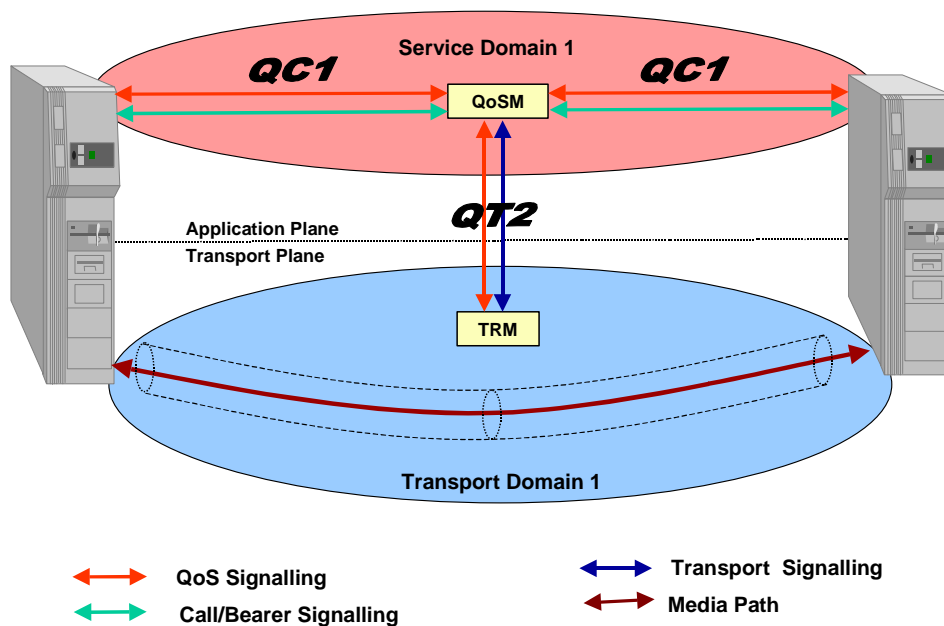 Service Domain 1
QC1
QC1
QoSM
QT2
Application Plane
Transport Plane
TRM
Transport Domain 1
QoS Signalling
Transport Signalling
Call/Bearer Signalling
Media Path